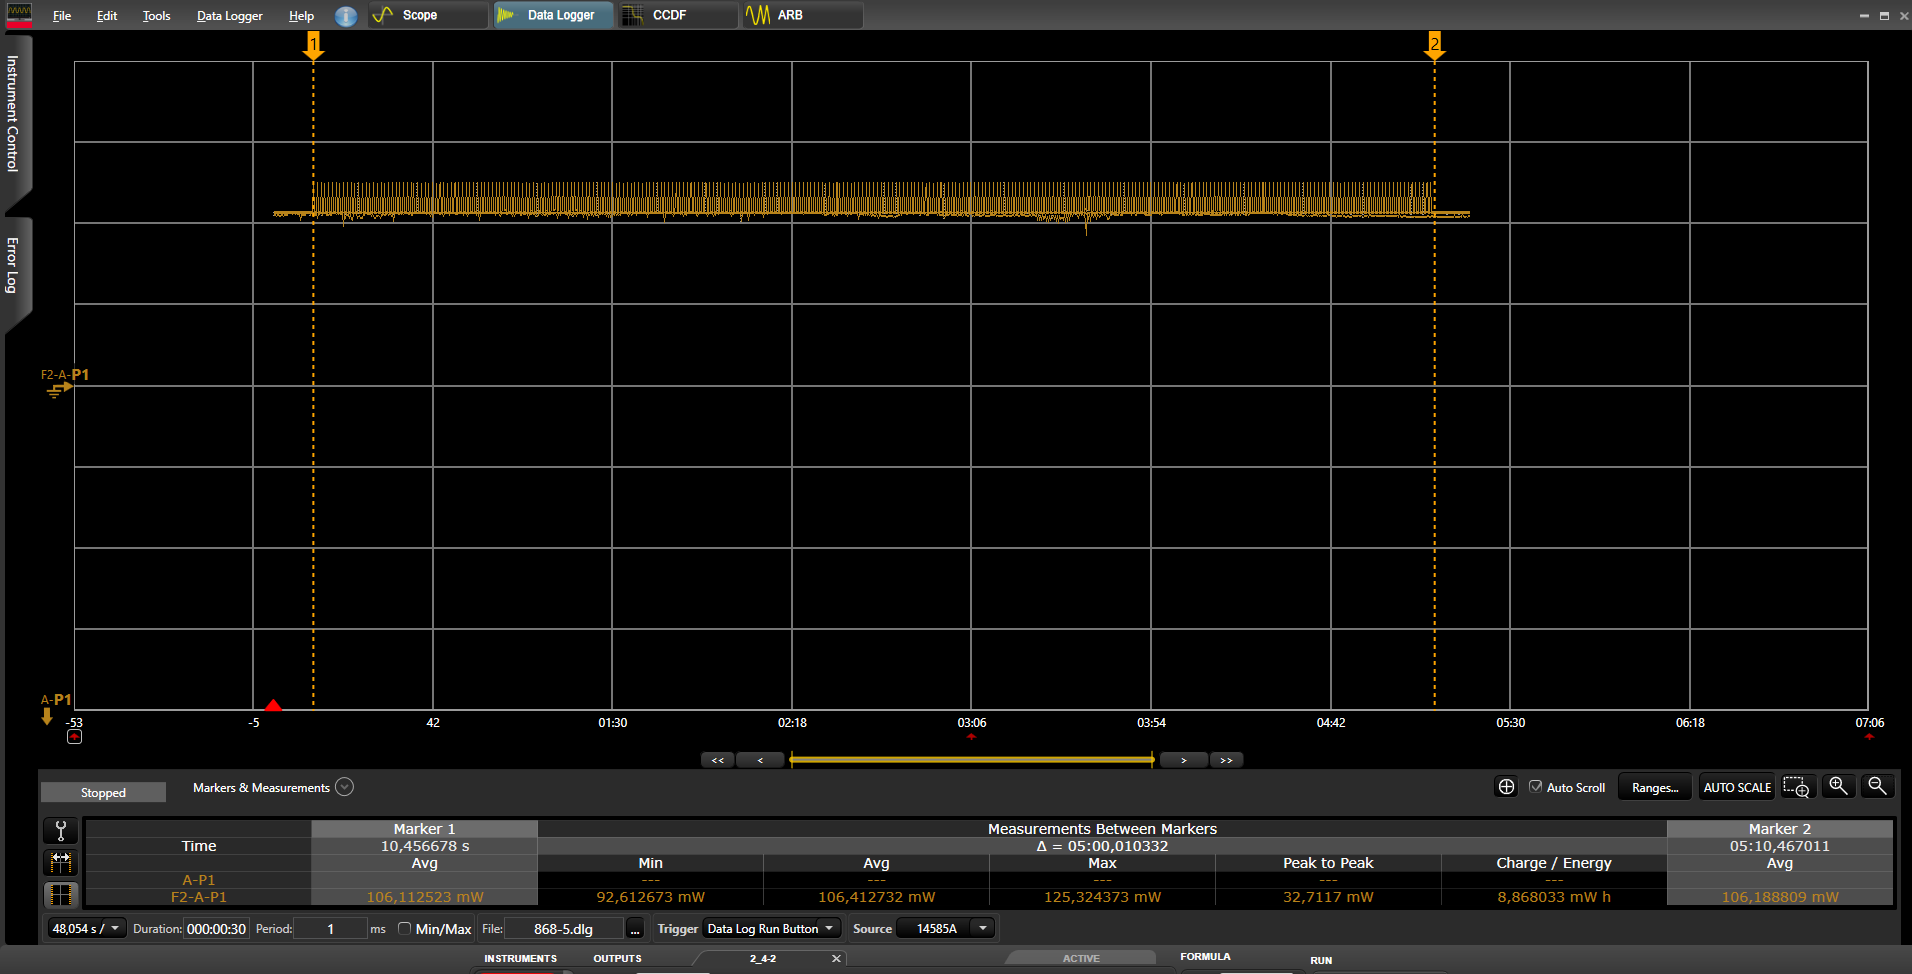 File Edit Tools Data Logger Help Scope Data Logger CCDF ARB
Instrument Control
Error Log
1 2
F2-A-P1
A-P1
-53 -5 42 01:30 02:18 03:06 03:54 04:42 05:30 06:18 07:06
<< < > >>
Stopped Markers & Measurements Auto Scroll Ranges... AUTO SCALE
Marker 1 Measurements Between Markers Marker 2
Time 10,456678 s Δ = 05:00,010332 05:10,467011
Avg Min Avg Max Peak to Peak Charge / Energy Avg
A-P1 --- --- --- --- ---
F2-A-P1 106,112523 mW 92,612673 mW 106,412732 mW 125,324373 mW 32,7117 mW 8,868033 mW h 106,188809 mW
48,054 s / Duration: 000:00:30 Period: 1 ms Min/Max File: 868-5.dlg ... Trigger Data Log Run Button Source 14585A
INSTRUMENTS OUTPUTS 2_4-2 ACTIVE FORMULA RUN